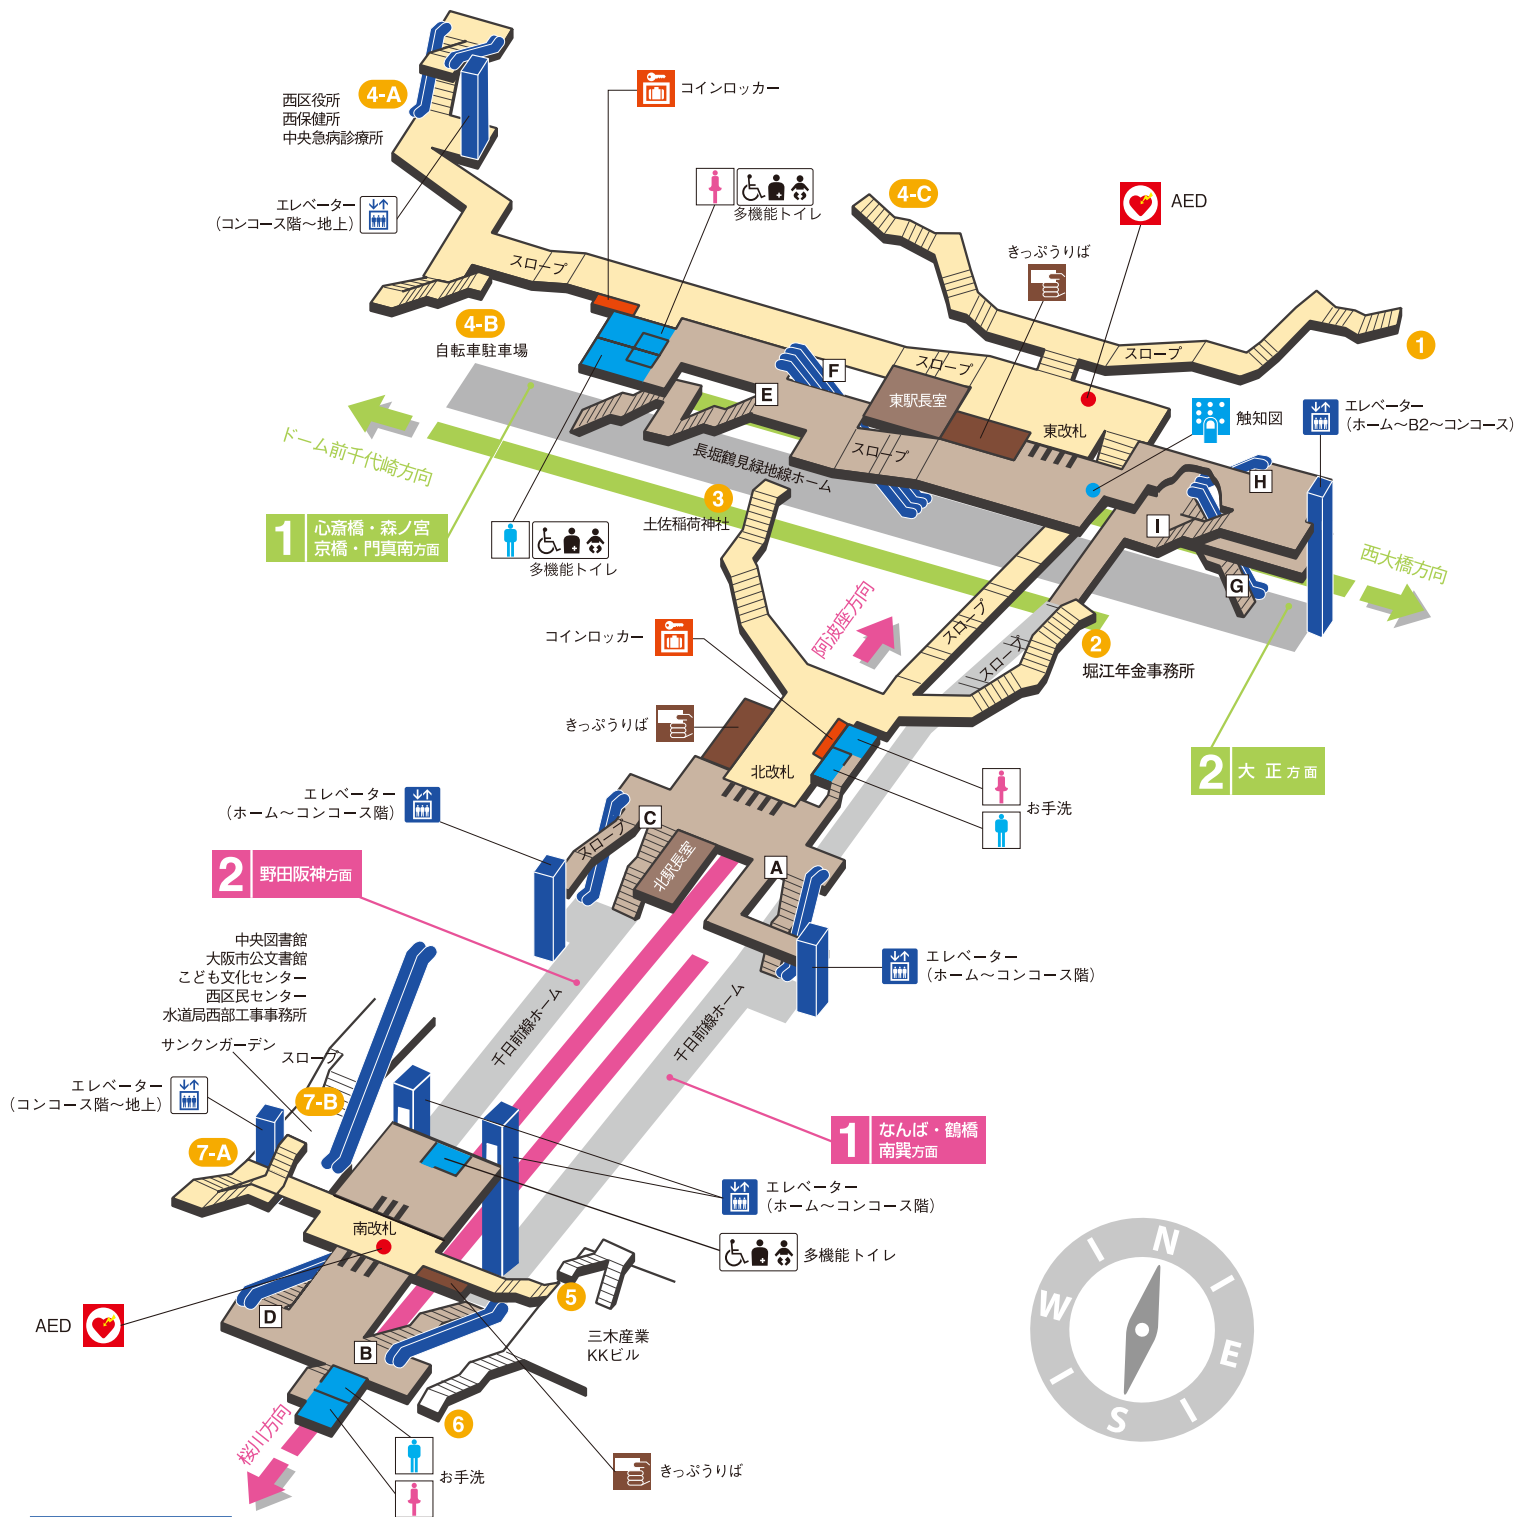 4-A
西区役所
西保健所
中央急病診療所
コインロッカー
多機能トイレ
4-C
AED
エレベーター
(コンコース階〜地上)
きっぷうりば
スロープ
4-B
自転車駐車場
1
スロープ
スロープ
F
E
東駅長室
東改札
触知図
エレベーター
(ホーム〜B2〜コンコース)
ドーム前千代崎方向
長堀鶴見緑地線ホーム
スロープ
H
3
土佐稲荷神社
I
1 心斎橋・森ノ宮
京橋・門真南方面
多機能トイレ
西大橋方向
G
阿波座方向
スロープ
スロープ
コインロッカー
2
堀江年金事務所
きっぷうりば
北改札
2 大正方面
エレベーター
(ホーム〜コンコース階)
お手洗
C
スロープ
北駅長室
A
2 野田阪神方面
中央図書館
大阪市公文書館
こども文化センター
西区民センター
水道局西部工事事務所
エレベーター
(ホーム〜コンコース階)
サンクンガーデン
スロープ
千日前線ホーム
千日前線ホーム
エレベーター
(コンコース階〜地上)
7-B
7-A
1 なんば・鶴橋
南巽方面
エレベーター
(ホーム〜コンコース階)
南改札
多機能トイレ
5
D
AED
B
三木産業
KKビル
6
桜川方向
お手洗
きっぷうりば
N
W
E
S